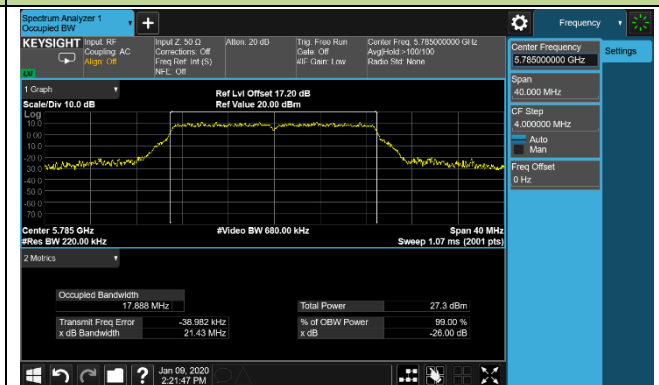 Spectrum Analyzer 1
Occupied BW
+
Frequency
KEYSIGHT
Input: RF
Coupling: AC
Align: Off
Input Z: 50 Ω
Corrections: Off
Freq Ref: Int (S)
NFE: Off
Atten: 20 dB
Trig: Free Run
Gate: Off
#IF Gain: Low
Center Freq: 5.785000000 GHz
Avg|Hold:>100/100
Radio Std: None
LM
Center Frequency
5.785000000 GHz
Settings
Span
40.000 MHz
CF Step
4.000000 MHz
Auto
Man
Freq Offset
0 Hz
1 Graph
Scale/Div 10.0 dB
Ref Lvl Offset 17.20 dB
Ref Value 20.00 dBm
Log
10.0
0.00
-10.0
-20.0
-30.0
-40.0
-50.0
-60.0
-70.0
Center 5.785 GHz
#Video BW 680.00 kHz
Span 40 MHz
#Res BW 220.00 kHz
Sweep 1.07 ms (2001 pts)
2 Metrics
Occupied Bandwidth
17.888 MHz
Total Power 27.3 dBm
Transmit Freq Error -38.982 kHz
% of OBW Power 99.00 %
x dB Bandwidth 21.43 MHz
x dB -26.00 dB
?
Jan 09, 2020
2:21:47 PM